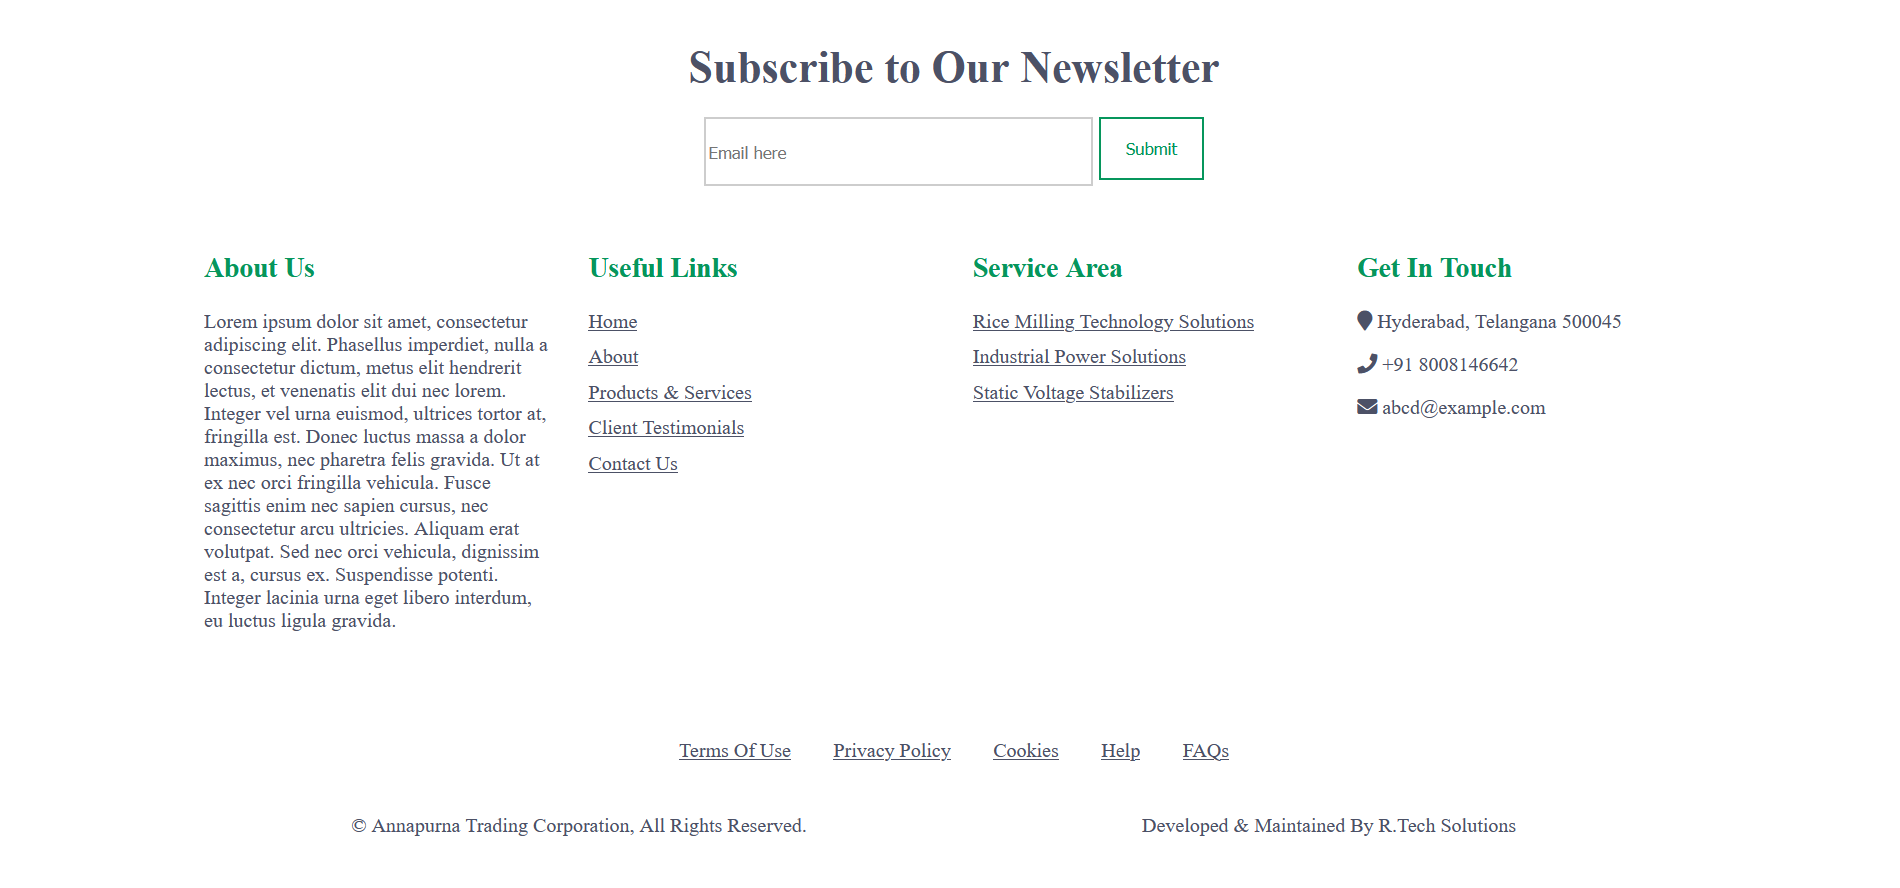 Subscribe to Our Newsletter
Email here
Submit
About Us
Lorem ipsum dolor sit amet, consectetur
adipiscing elit. Phasellus imperdiet, nulla a
consectetur dictum, metus elit hendrerit
lectus, et venenatis elit dui nec lorem.
Integer vel urna euismod, ultrices tortor at,
fringilla est. Donec luctus massa a dolor
maximus, nec pharetra felis gravida. Ut at
ex nec orci fringilla vehicula. Fusce
sagittis enim nec sapien cursus, nec
consectetur arcu ultricies. Aliquam erat
volutpat. Sed nec orci vehicula, dignissim
est a, cursus ex. Suspendisse potenti.
Integer lacinia urna eget libero interdum,
eu luctus ligula gravida.
Useful Links
Home
About
Products & Services
Client Testimonials
Contact Us
Service Area
Rice Milling Technology Solutions
Industrial Power Solutions
Static Voltage Stabilizers
Get In Touch
Hyderabad, Telangana 500045
+91 8008146642
abcd@example.com
Terms Of Use Privacy Policy Cookies Help FAQs
© Annapurna Trading Corporation, All Rights Reserved.
Developed & Maintained By R.Tech Solutions